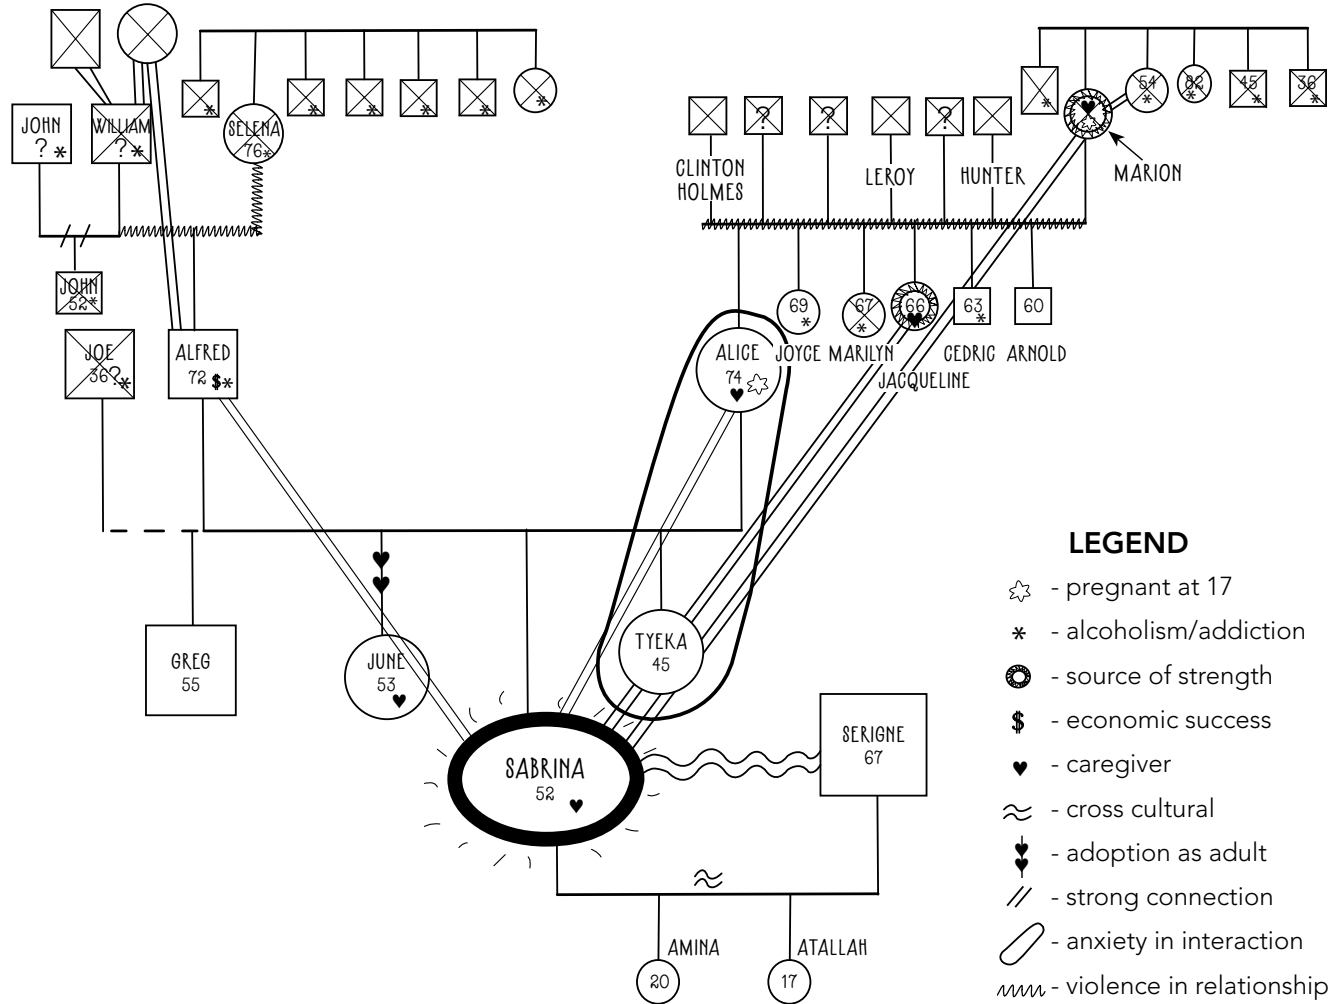 54
82
45
36
JOHN
? *
WILLIAM
? *
SELENA
76*
?
?
?
CLINTON
HOLMES
LEROY
HUNTER
MARION
JOHN
52*
69
67
66
63
60
JOE
36?*
ALFRED
72 $*
ALICE
74
JOYCE
MARILYN
JACQUELINE
CEDRIC
ARNOLD
LEGEND
- pregnant at 17
* - alcoholism/addiction
- source of strength
$ - economic success
♥ - caregiver
- cross cultural
- adoption as adult
// - strong connection
- anxiety in interaction
- violence in relationship
GREG
55
JUNE
53
TYEKA
45
SABRINA
52
SERIGNE
67
AMINA
20
ATALLAH
17